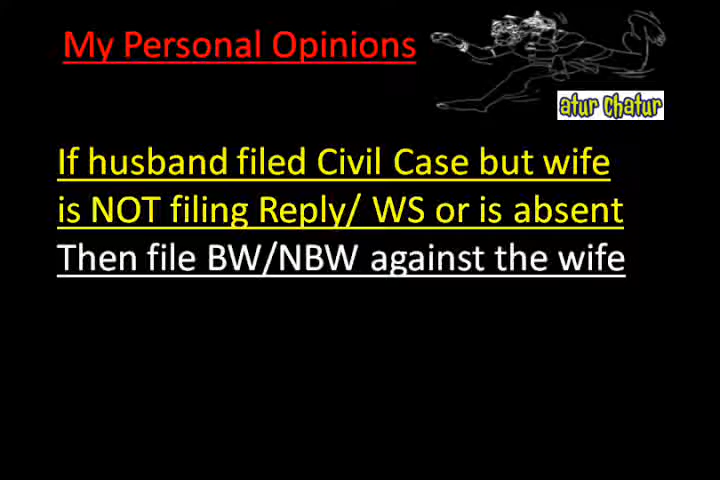 My Personal Opinions
atur chatur
If husband filed Civil Case but wife
is NOT filing Reply/ WS or is absent
Then file BW/NBW against the wife